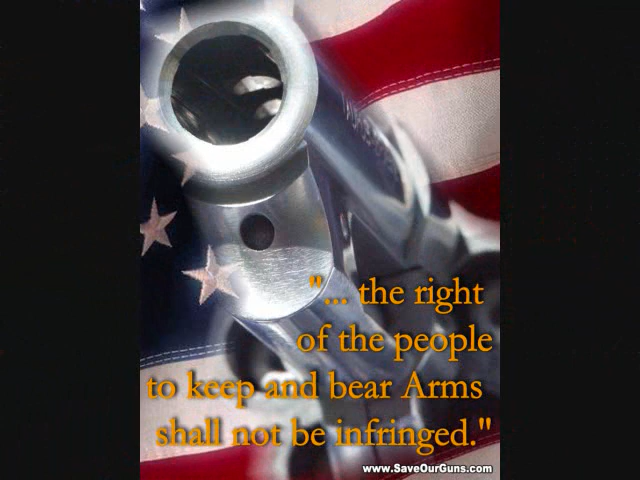 "... the right
of the people
to keep and bear Arms
shall not be infringed."
www.SaveOurGuns.com